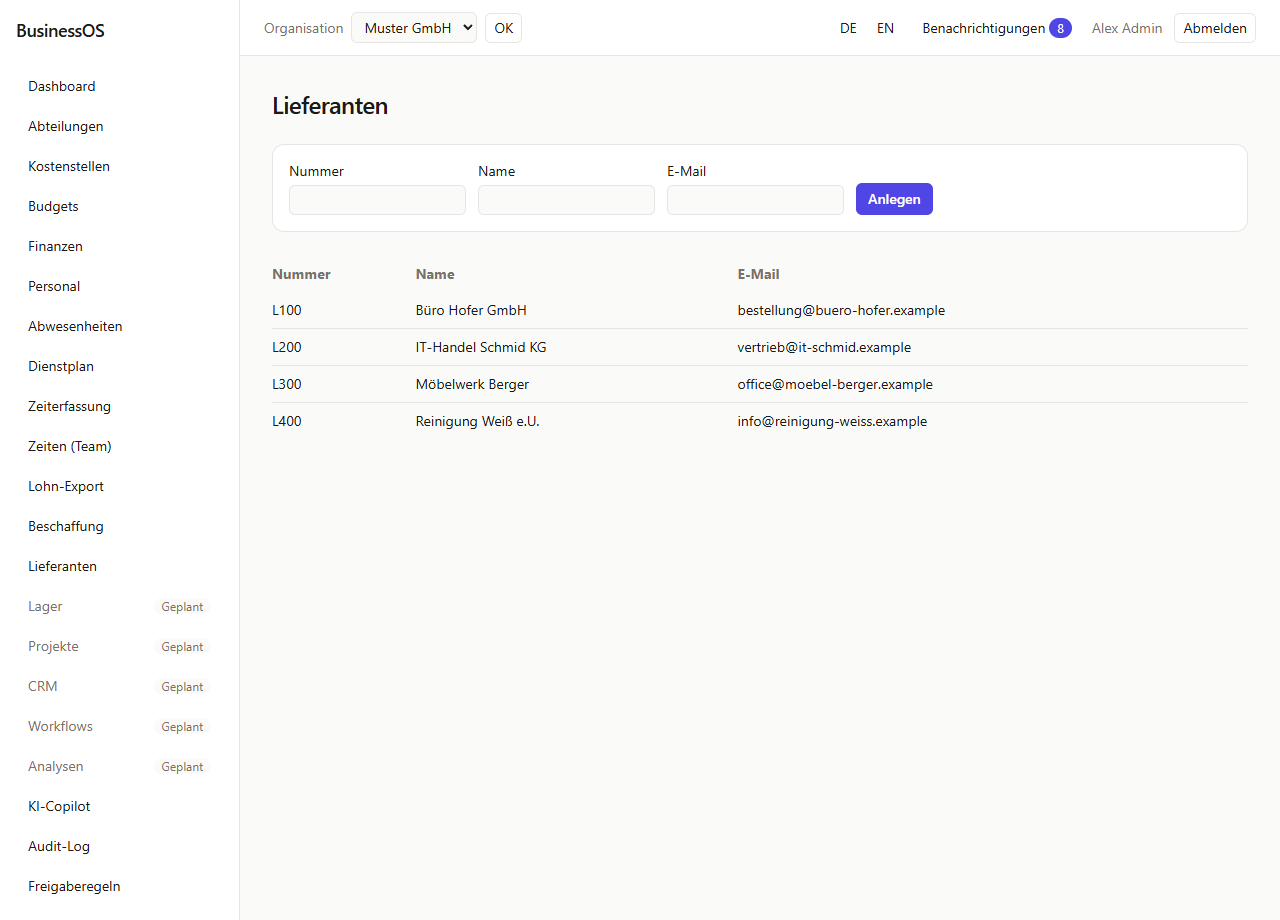 BusinessOS
Organisation Muster GmbH OK DE EN Benachrichtigungen 8 Alex Admin Abmelden
Dashboard
Abteilungen
Kostenstellen
Budgets
Finanzen
Personal
Abwesenheiten
Dienstplan
Zeiterfassung
Zeiten (Team)
Lohn-Export
Beschaffung
Lieferanten
Lager Geplant
Projekte Geplant
CRM Geplant
Workflows Geplant
Analysen Geplant
KI-Copilot
Audit-Log
Freigaberegeln
Lieferanten
Nummer Name E-Mail
Anlegen
Nummer Name E-Mail
L100 Büro Hofer GmbH bestellung@buero-hofer.example
L200 IT-Handel Schmid KG vertrieb@it-schmid.example
L300 Möbelwerk Berger office@moebel-berger.example
L400 Reinigung Weiß e.U. info@reinigung-weiss.example